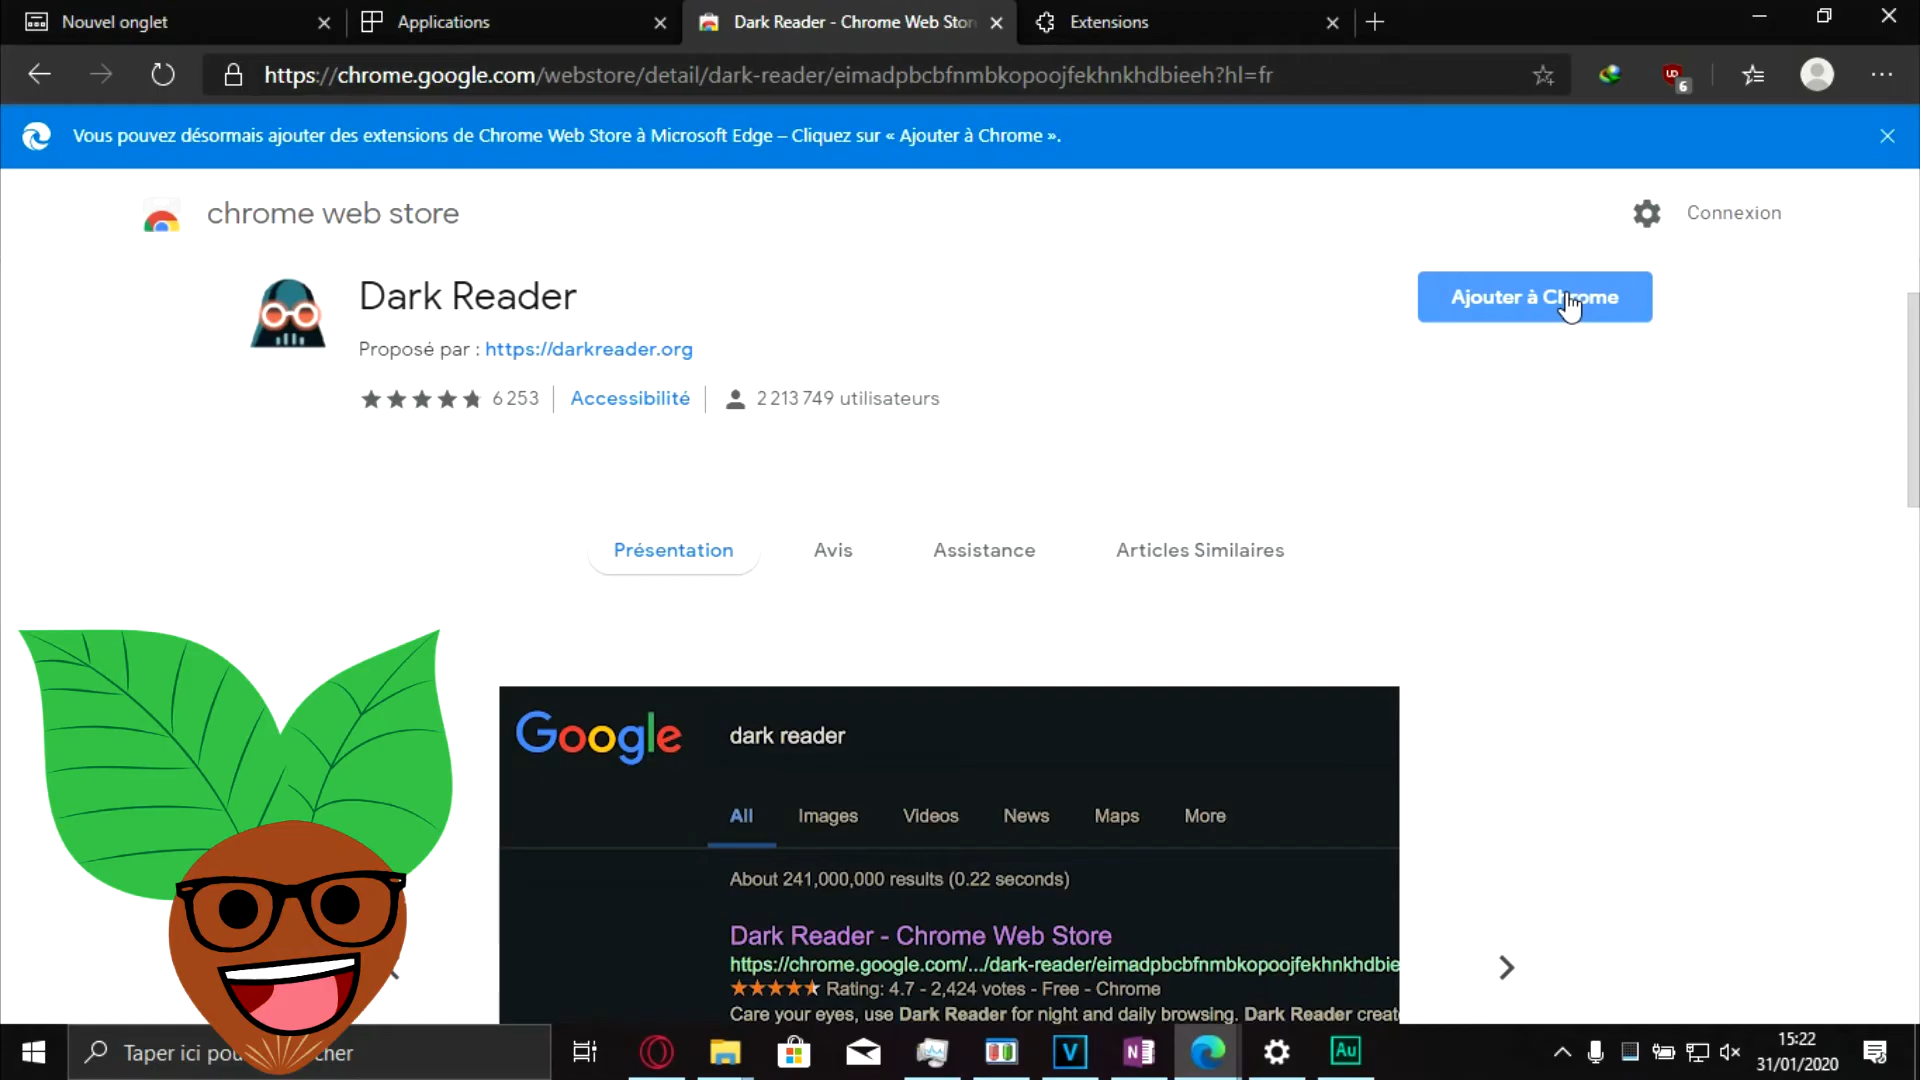 Nouvel onglet
Applications
Dark Reader - Chrome Web Stor
Extensions
https://chrome.google.com/webstore/detail/dark-reader/eimadpbcbfnmbkopoojfekhnkhdbieeh?hl=fr
UD
6
Vous pouvez désormais ajouter des extensions de Chrome Web Store à Microsoft Edge – Cliquez sur « Ajouter à Chrome ».
chrome web store
Connexion
Dark Reader
Ajouter à Chrome
Proposé par : https://darkreader.org
6 253
Accessibilité
2 213 749 utilisateurs
Présentation
Avis
Assistance
Articles Similaires
Google
dark reader
All
Images
Videos
News
Maps
More
About 241,000,000 results (0.22 seconds)
Dark Reader - Chrome Web Store
https://chrome.google.com/.../dark-reader/eimadpbcbfnmbkopoojfekhnkhdbie
Rating: 4.7 - 2,424 votes - Free - Chrome
Care your eyes, use Dark Reader for night and daily browsing. Dark Reader creat
Taper ici pou cher
V
N
Au
15:22
31/01/2020